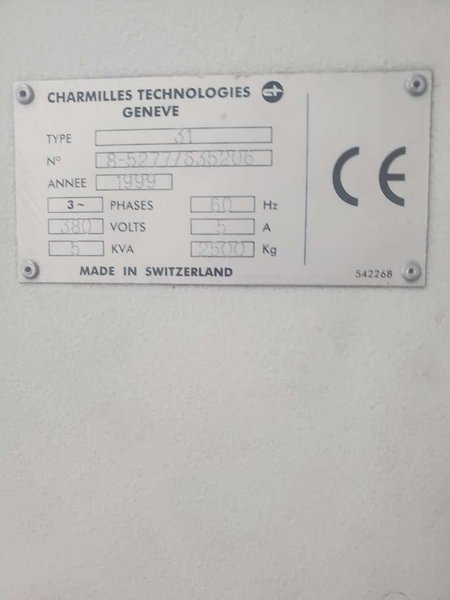 CHARMILLES TECHNOLOGIES
GENEVE
TYPE 31
N°
ANNEE 1999
3~ PHASES 60 Hz
380 VOLTS 5 A
5 KVA 2500 Kg
MADE IN SWITZERLAND 542268
CE